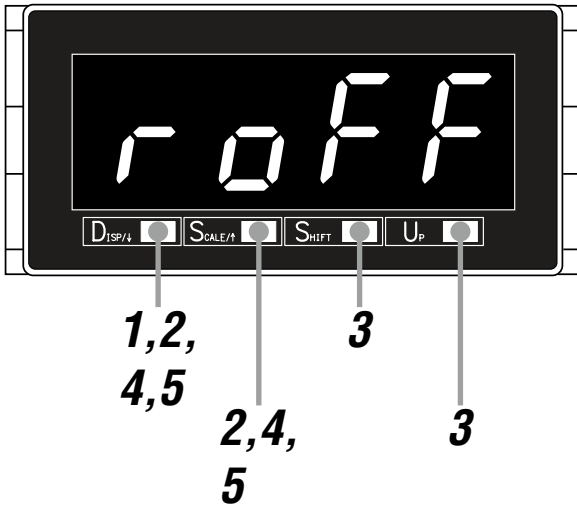 roFF
DISP/↓ SCALE/↑ SHIFT UP
1,2, 3
4,5
2,4, 3
5